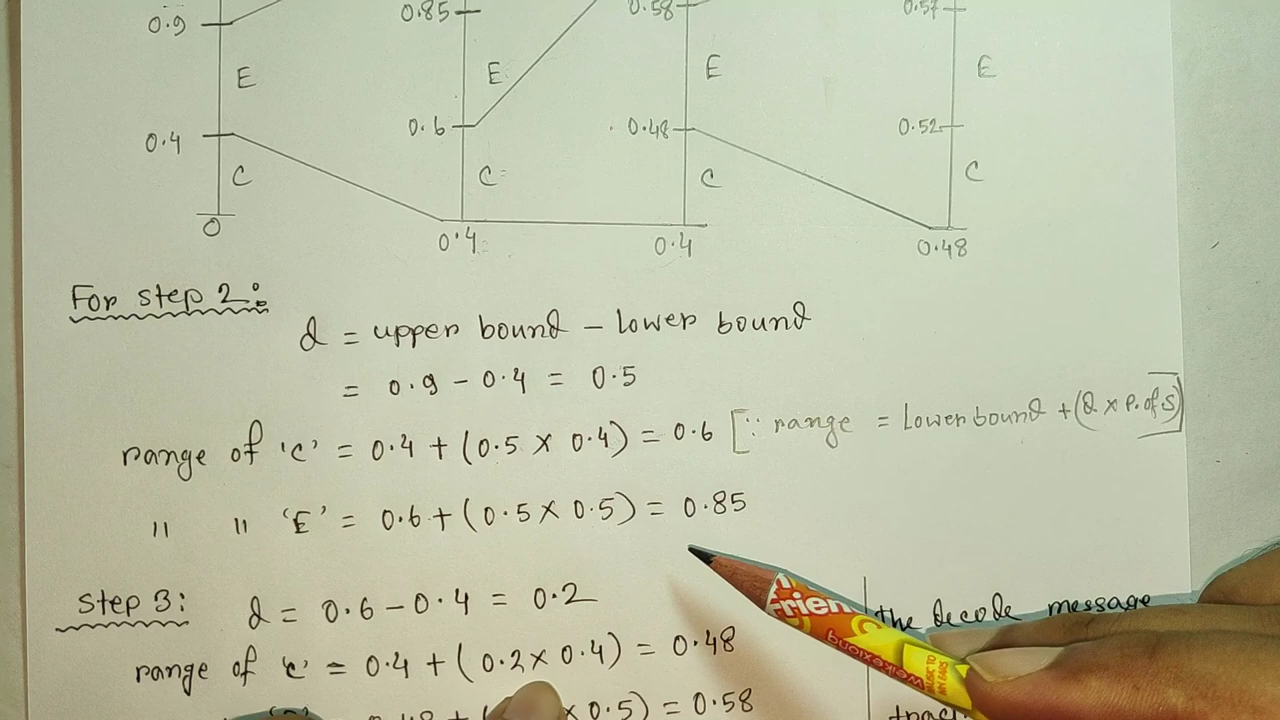 0.9 0.85 0.58 0.57
E E E E
0.4 0.6 0.48 0.52
C C C C
0 0.4 0.4 0.48
For step 2:
d = upper bound - lower bound
= 0.9 - 0.4 = 0.5
range of 'c' = 0.4 + (0.5 x 0.4) = 0.6 [∵ range = Lower bound + (d x P. of S)]
" " 'E' = 0.6 + (0.5 x 0.5) = 0.85
Step 3: d = 0.6 - 0.4 = 0.2
the decode message
range of 'c' = 0.4 + (0.2 x 0.4) = 0.48
x 0.5) = 0.58